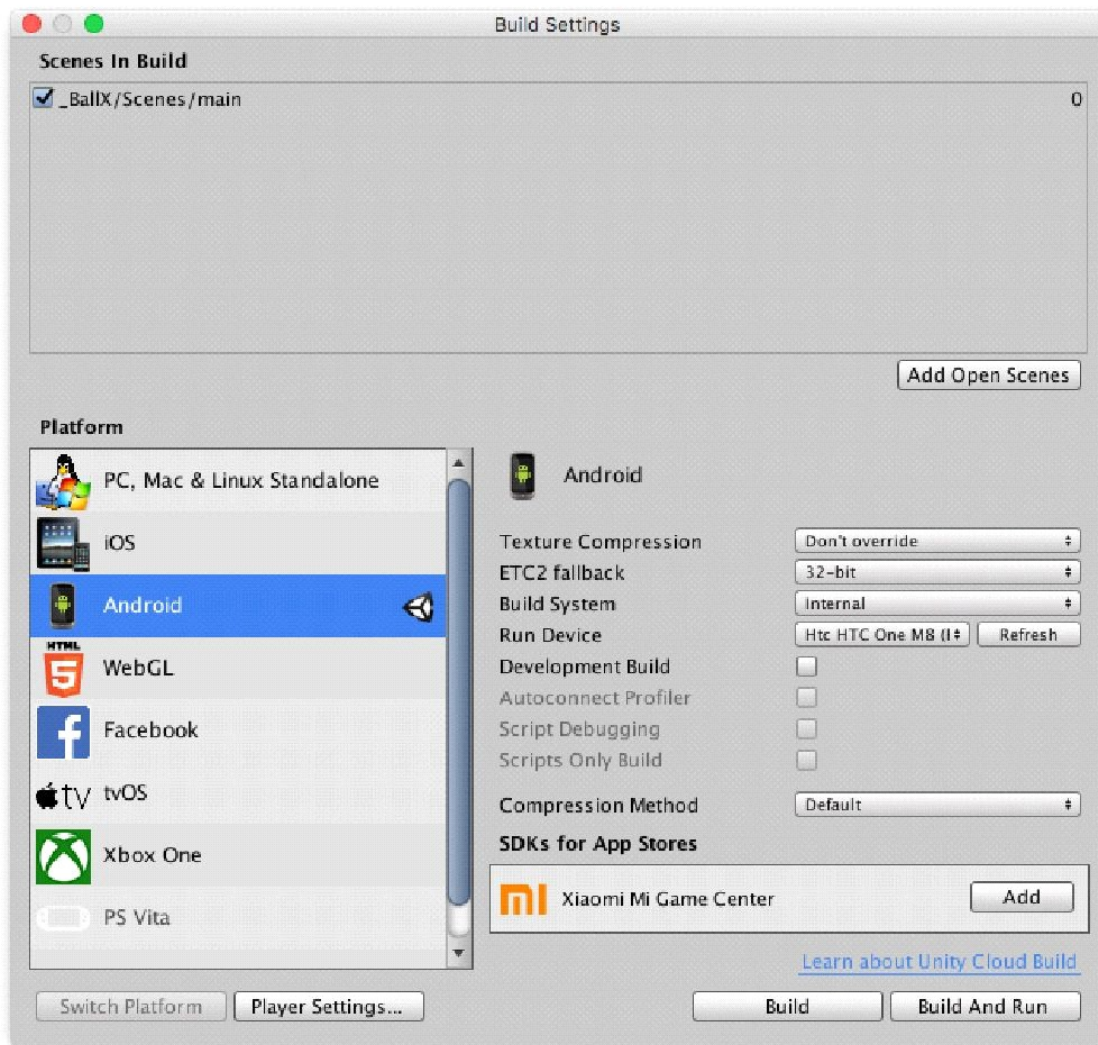 Build Settings
Scenes In Build
_BallX/Scenes/main 0
Add Open Scenes
Platform
PC, Mac & Linux Standalone
iOS
Android
HTML
5
WebGL
Facebook
tv tvOS
Xbox One
PS Vita
Android
Texture Compression Don't override
ETC2 fallback 32-bit
Build System Internal
Run Device Htc HTC One M8 ( Refresh
Development Build
Autoconnect Profiler
Script Debugging
Scripts Only Build
Compression Method Default
SDKs for App Stores
Xiaomi Mi Game Center Add
Learn about Unity Cloud Build
Switch Platform Player Settings... Build Build And Run